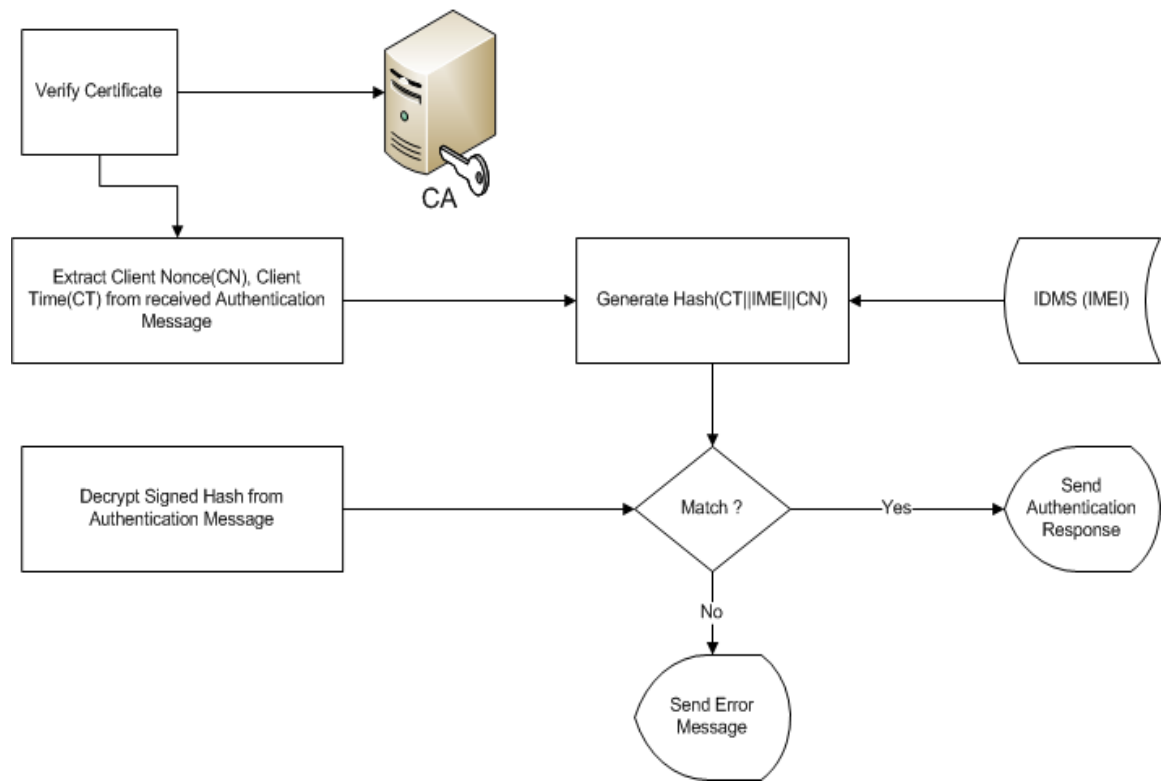 Verify Certificate
CA
Extract Client Nonce(CN), Client
Time(CT) from received Authentication
Message
Generate Hash(CT||IMEI||CN)
IDMS (IMEI)
Decrypt Signed Hash from
Authentication Message
Match ?
Yes
Send
Authentication
Response
No
Send Error
Message